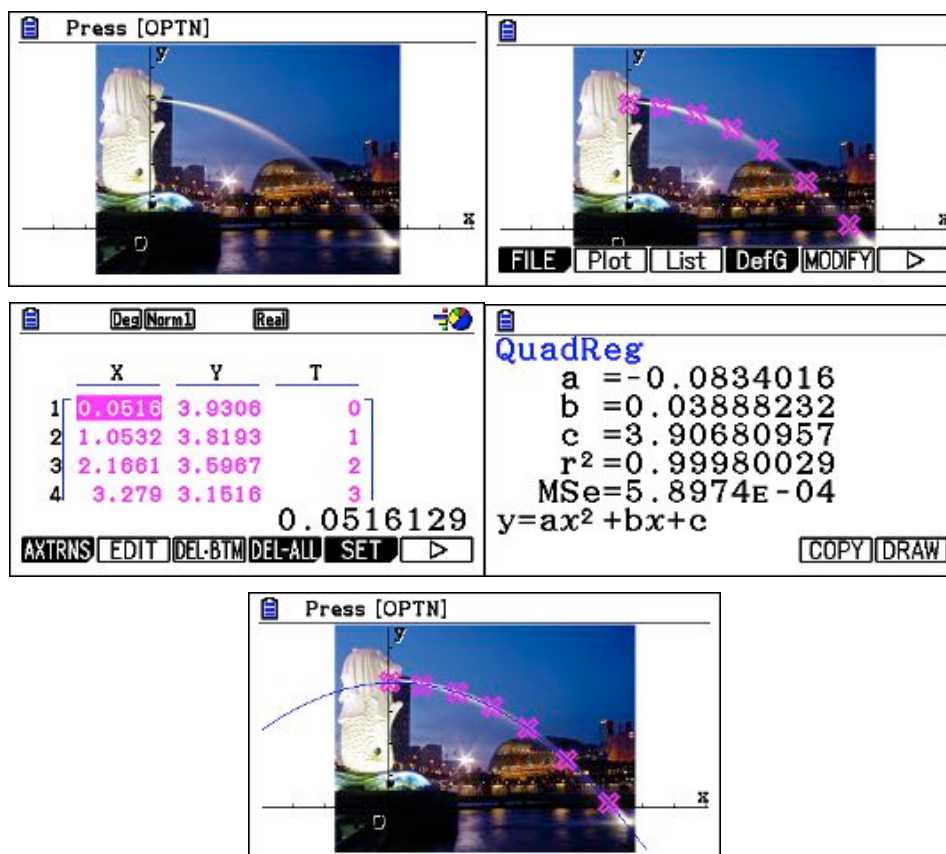 Press [OPTN]
y
x
O
y
x
O
FILE Plot List DefG MODIFY ▷
Deg Norm1 Real
X Y T
1 0.0516 3.9306 0
2 1.0532 3.8193 1
3 2.1661 3.5967 2
4 3.279 3.1516 3
0.0516129
AXTRNS EDIT DEL-BTM DEL-ALL SET ▷
QuadReg
a =-0.0834016
b =0.03888232
c =3.90680957
r²=0.99980029
MSe=5.8974ᴇ-04
y=ax²+bx+c
COPY DRAW
Press [OPTN]
y
x
O